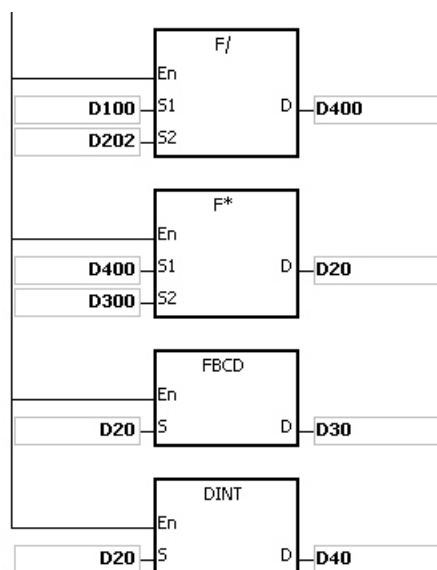 F/
En
D100 S1 D D400
D202 S2
F*
En
D400 S1 D D20
D300 S2
FBCD
En
D20 S D D30
DINT
En
D20 S D D40